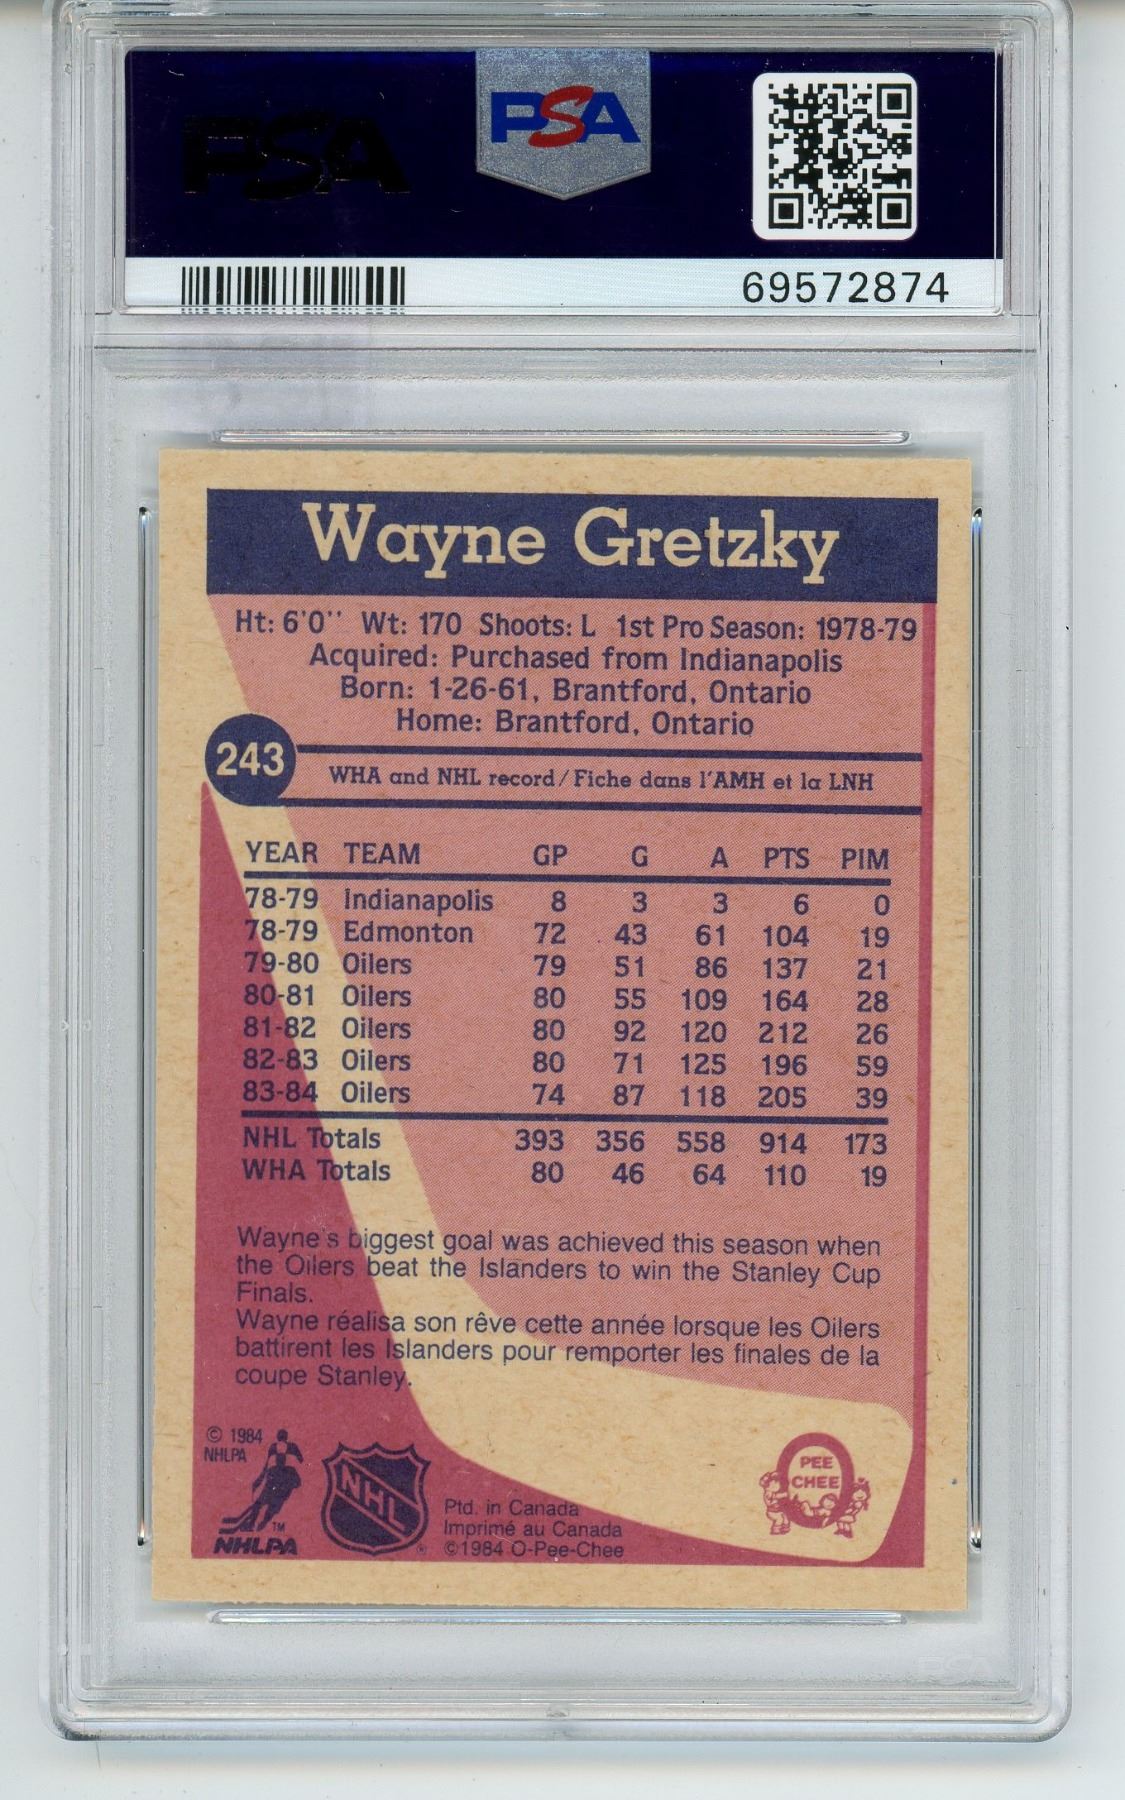 PSA
PSA
69572874
Wayne Gretzky
Ht: 6'0'' Wt: 170 Shoots: L 1st Pro Season: 1978-79
Acquired: Purchased from Indianapolis
Born: 1-26-61, Brantford, Ontario
Home: Brantford, Ontario
243
WHA and NHL record/Fiche dans l'AMH et la LNH
YEAR TEAM GP G A PTS PIM
78-79 Indianapolis 8 3 3 6 0
78-79 Edmonton 72 43 61 104 19
79-80 Oilers 79 51 86 137 21
80-81 Oilers 80 55 109 164 28
81-82 Oilers 80 92 120 212 26
82-83 Oilers 80 71 125 196 59
83-84 Oilers 74 87 118 205 39
NHL Totals 393 356 558 914 173
WHA Totals 80 46 64 110 19
Wayne's biggest goal was achieved this season when
the Oilers beat the Islanders to win the Stanley Cup
Finals.
Wayne réalisa son rêve cette année lorsque les Oilers
battirent les Islanders pour remporter les finales de la
coupe Stanley.
© 1984
NHLPA
TM
NHLPA
NHL
®
Ptd. in Canada
Imprimé au Canada
©1984 O-Pee-Chee
PEE
CHEE
PSA